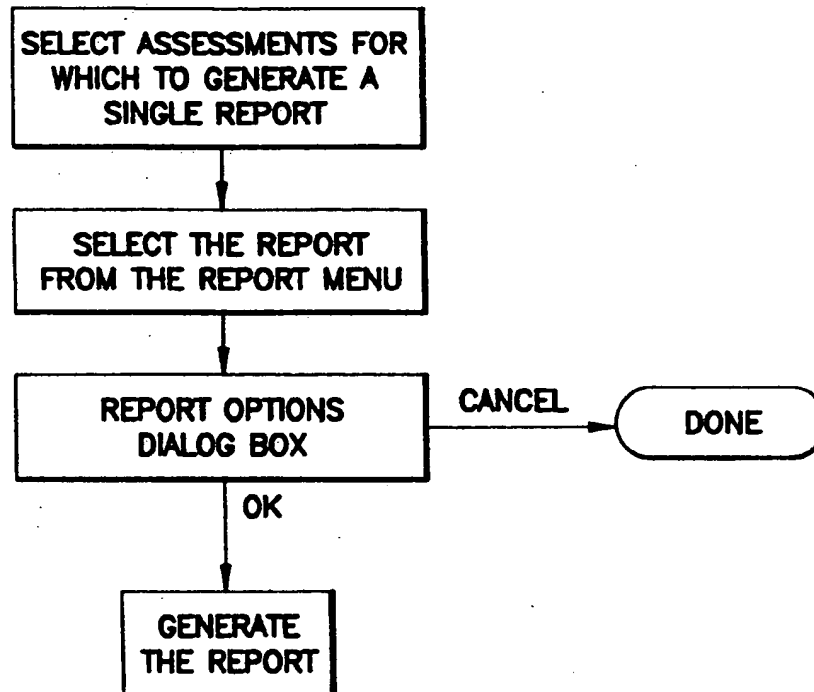 SELECT ASSESSMENTS FOR
WHICH TO GENERATE A
SINGLE REPORT
SELECT THE REPORT
FROM THE REPORT MENU
REPORT OPTIONS
DIALOG BOX
CANCEL
DONE
OK
GENERATE
THE REPORT